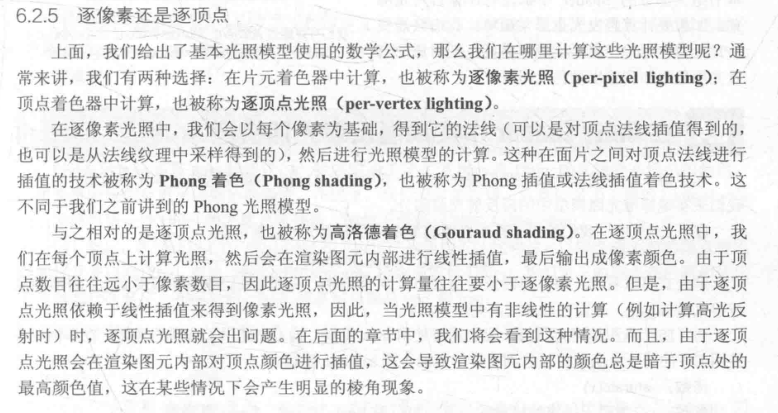 6.2.5 逐像素还是逐顶点
上面，我们给出了基本光照模型使用的数学公式，那么我们在哪里计算这些光照模型呢？通
常来讲，我们有两种选择：在片元着色器中计算，也被称为逐像素光照（per-pixel lighting）；在
顶点着色器中计算，也被称为逐顶点光照（per-vertex lighting）。
在逐像素光照中，我们会以每个像素为基础，得到它的法线（可以是对顶点法线插值得到的，
也可以是从法线纹理中采样得到的），然后进行光照模型的计算。这种在面片之间对顶点法线进行
插值的技术被称为 Phong 着色（Phong shading），也被称为 Phong 插值或法线插值着色技术。这
不同于我们之前讲到的 Phong 光照模型。
与之相对的是逐顶点光照，也被称为高洛德着色（Gouraud shading）。在逐顶点光照中，我
们在每个顶点上计算光照，然后会在渲染图元内部进行线性插值，最后输出成像素颜色。由于顶
点数目往往远小于像素数目，因此逐顶点光照的计算量往往要小于逐像素光照。但是，由于逐顶
点光照依赖于线性插值来得到像素光照，因此，当光照模型中有非线性的计算（例如计算高光反
射时）时，逐顶点光照就会出问题。在后面的章节中，我们将会看到这种情况。而且，由于逐顶
点光照会在渲染图元内部对顶点颜色进行插值，这会导致渲染图元内部的颜色总是暗于顶点处的
最高颜色值，这在某些情况下会产生明显的棱角现象。